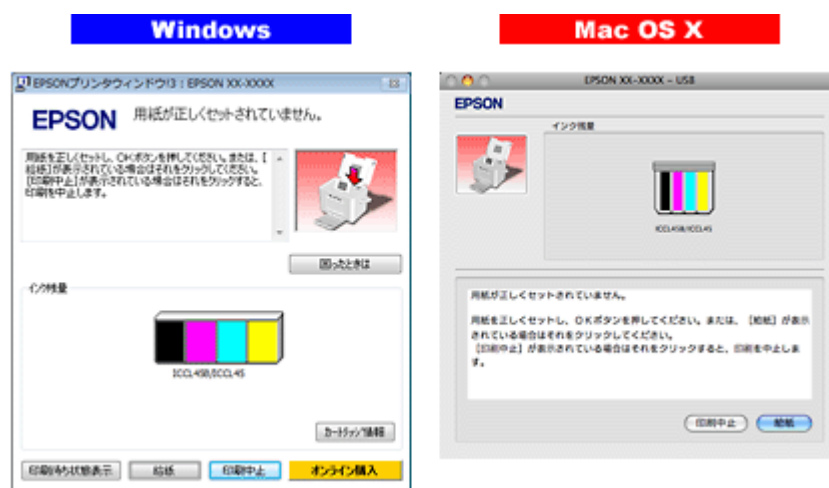 Windows
Mac OS X
EPSONプリンタウィンドウ!3 : EPSON XX-XXXX
EPSON
用紙が正しくセットされていません。
用紙を正しくセットし、OKボタンを押してください。または、[
給紙]が表示されている場合はそれをクリックしてください。
[印刷中止]が表示されている場合はそれをクリックすると、
印刷を中止します。
困ったときは
インク残量
ICCL45B/ICCL45
カートリッジ情報
印刷待ち状態表示
給紙
印刷中止
オンライン購入
EPSON XX-XXXX - USB
EPSON
インク残量
ICCL45B/ICCL45
用紙が正しくセットされていません。
用紙を正しくセットし、OKボタンを押してください。または、[給紙] が表示
されている場合はそれをクリックしてください。
[印刷中止] が表示されている場合はそれをクリックすると、印刷を中止しま
す。
印刷中止
給紙